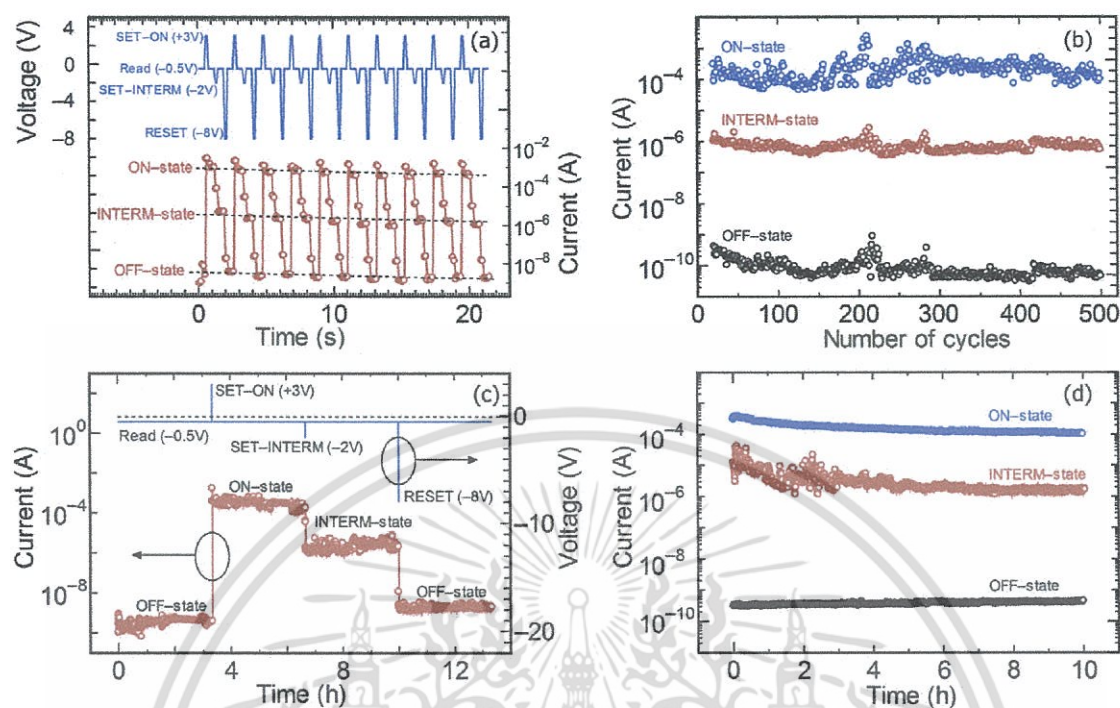 (a)
Voltage (V)
4
0
−4
−8
SET−ON (+3V)
Read (−0.5V)
SET−INTERM (−2V)
RESET (−8V)
ON−state
INTERM−state
OFF−state
10−2
10−4
10−6
10−8
Current (A)
0
10
20
Time (s)
(b)
Current (A)
10−4
10−6
10−8
10−10
ON−state
INTERM−state
OFF−state
0
100
200
300
400
500
Number of cycles
(c)
Current (A)
100
10−4
10−8
SET−ON (+3V)
Read (−0.5V)
SET−INTERM (−2V)
RESET (−8V)
ON−state
INTERM−state
OFF−state
OFF−state
0
−10
−20
Voltage (V)
0
4
8
12
Time (h)
(d)
Current (A)
10−4
10−6
10−8
10−10
ON−state
INTERM−state
OFF−state
0
2
4
6
8
10
Time (h)